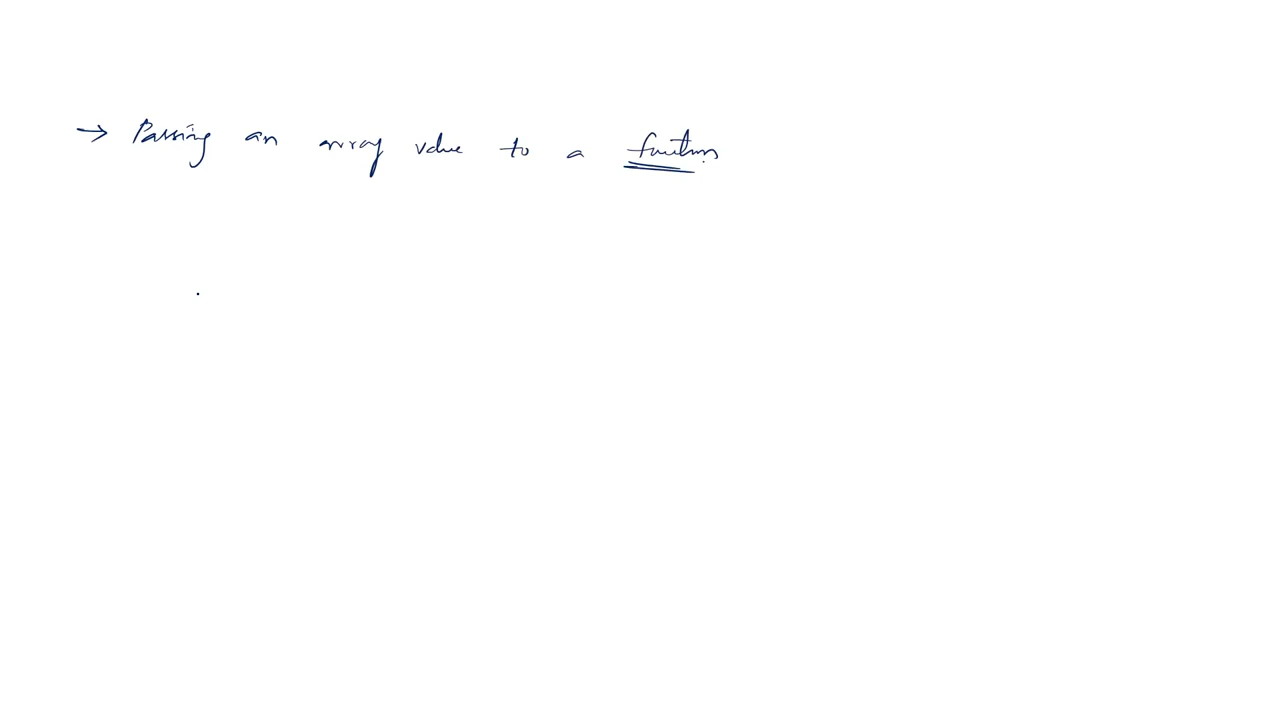 → Passing an array value to a function